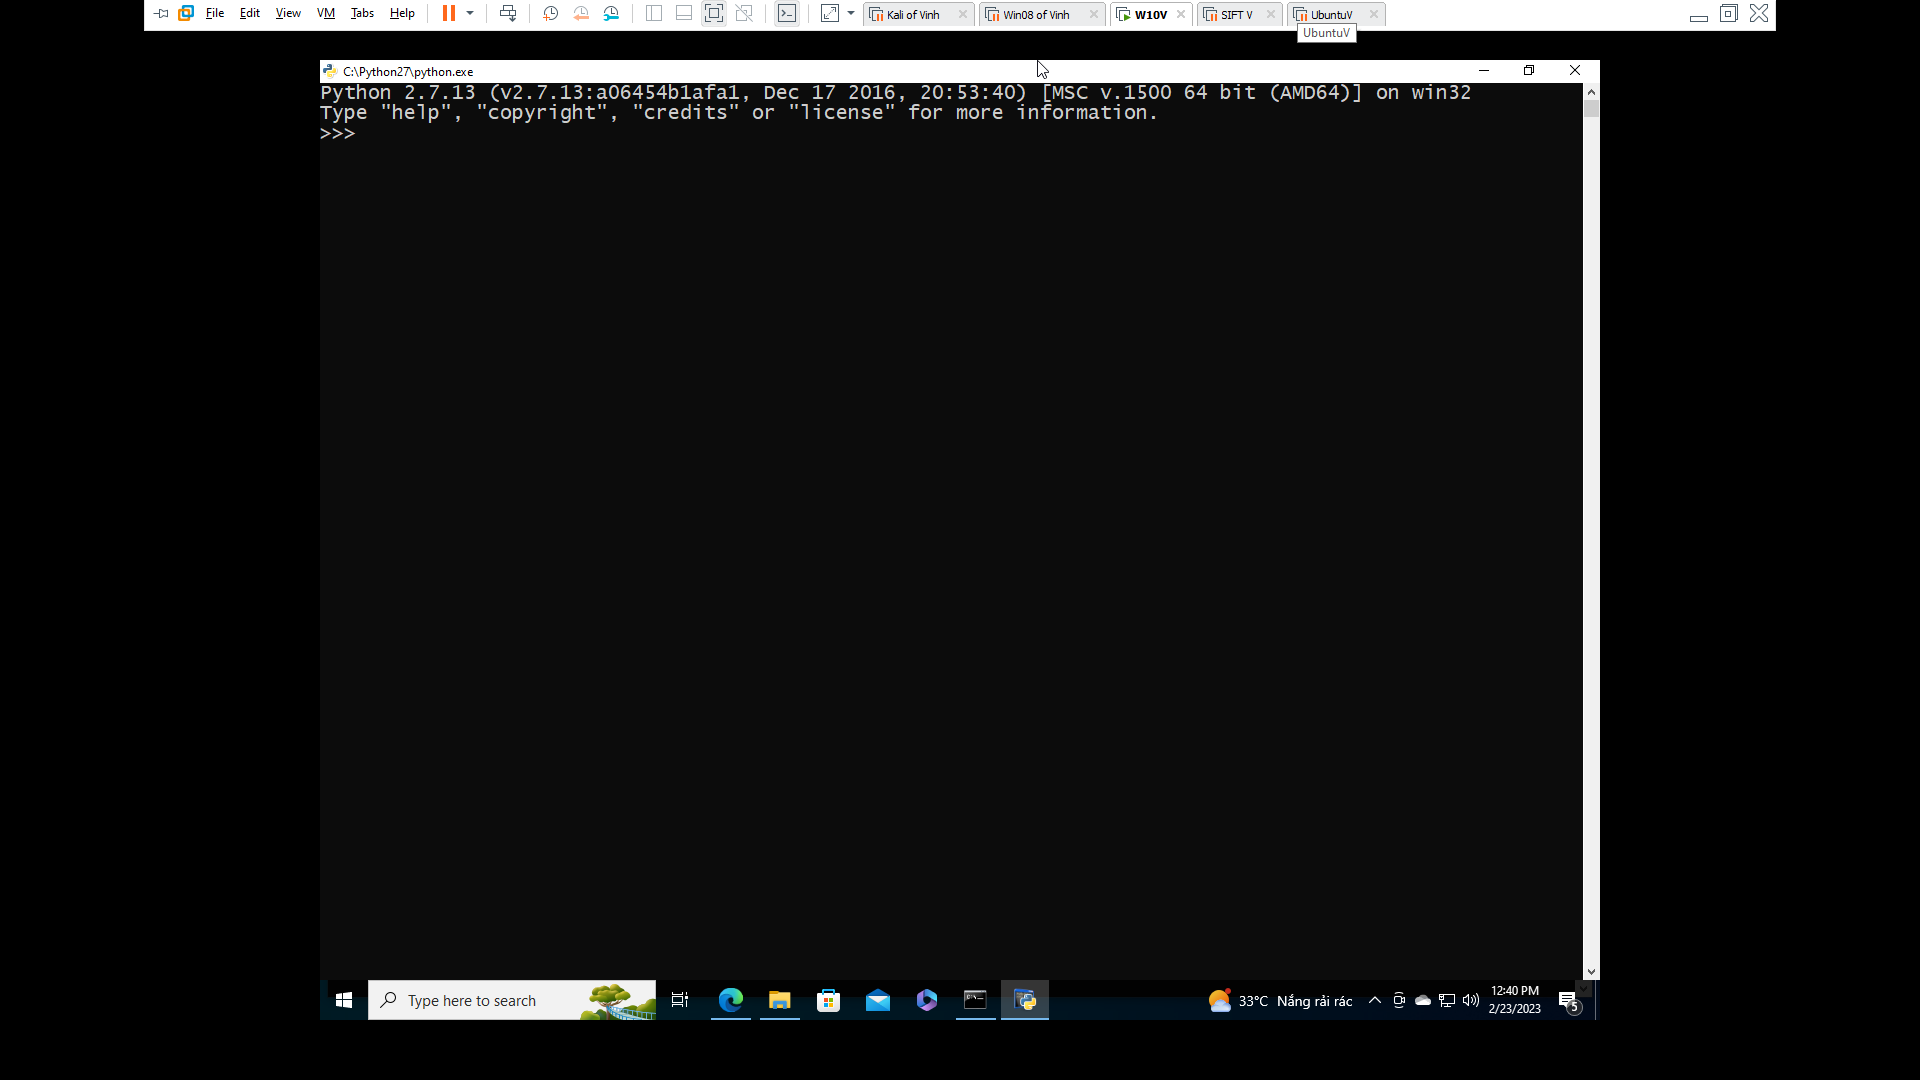 File Edit View VM Tabs Help Kali of Vinh Win08 of Vinh W10V SIFT V UbuntuV
UbuntuV
C:\Python27\python.exe
Python 2.7.13 (v2.7.13:a06454b1afa1, Dec 17 2016, 20:53:40) [MSC v.1500 64 bit (AMD64)] on win32
Type "help", "copyright", "credits" or "license" for more information.
>>>
Type here to search 33°C Nắng rải rác 12:40 PM
2/23/2023 5